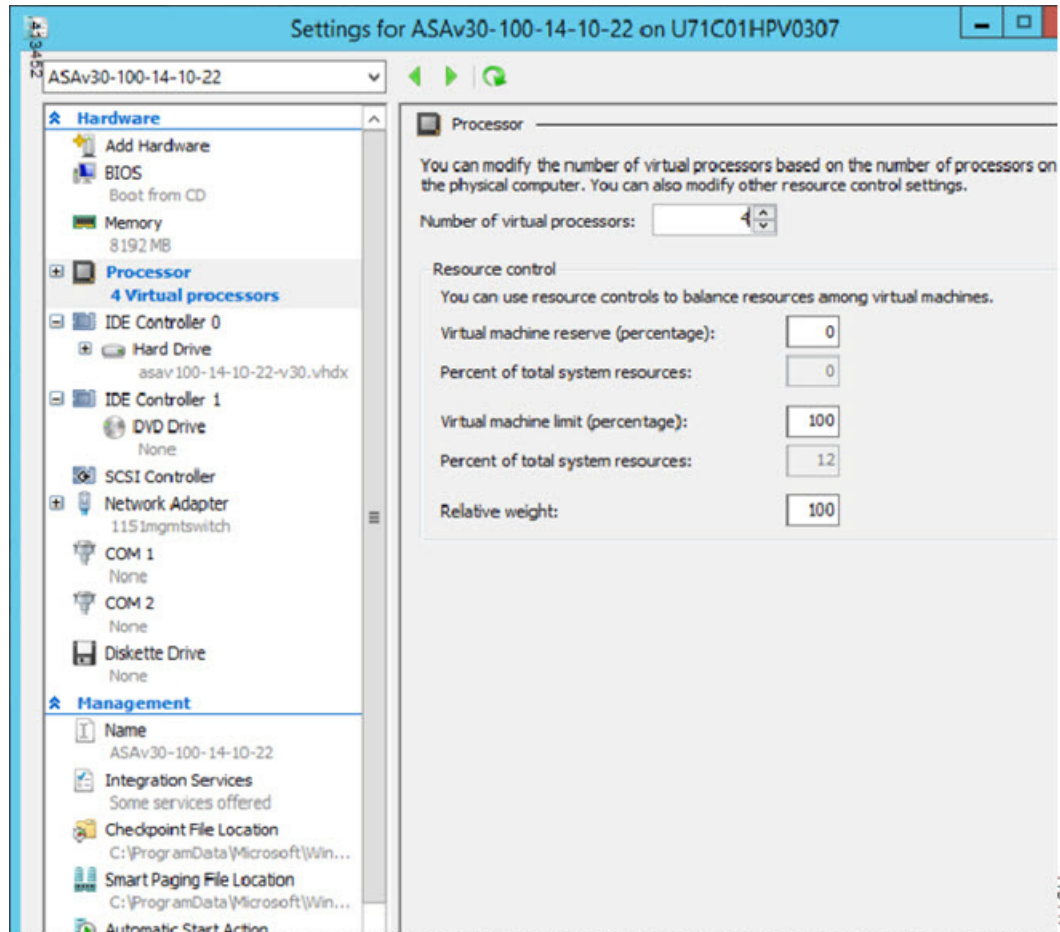 Settings for ASAv30-100-14-10-22 on U71C01HPV0307
433452
ASAv30-100-14-10-22
Hardware
Add Hardware
BIOS
Boot from CD
Memory
8192 MB
Processor
4 Virtual processors
IDE Controller 0
Hard Drive
asav100-14-10-22-v30.vhdx
IDE Controller 1
DVD Drive
None
SCSI Controller
Network Adapter
1151mgmtswitch
COM 1
None
COM 2
None
Diskette Drive
None
Management
Name
ASAv30-100-14-10-22
Integration Services
Some services offered
Checkpoint File Location
C:\ProgramData\Microsoft\Win...
Smart Paging File Location
C:\ProgramData\Microsoft\Win...
Automatic Start Action
Processor
You can modify the number of virtual processors based on the number of processors on
the physical computer. You can also modify other resource control settings.
Number of virtual processors: 4
Resource control
You can use resource controls to balance resources among virtual machines.
Virtual machine reserve (percentage): 0
Percent of total system resources: 0
Virtual machine limit (percentage): 100
Percent of total system resources: 12
Relative weight: 100